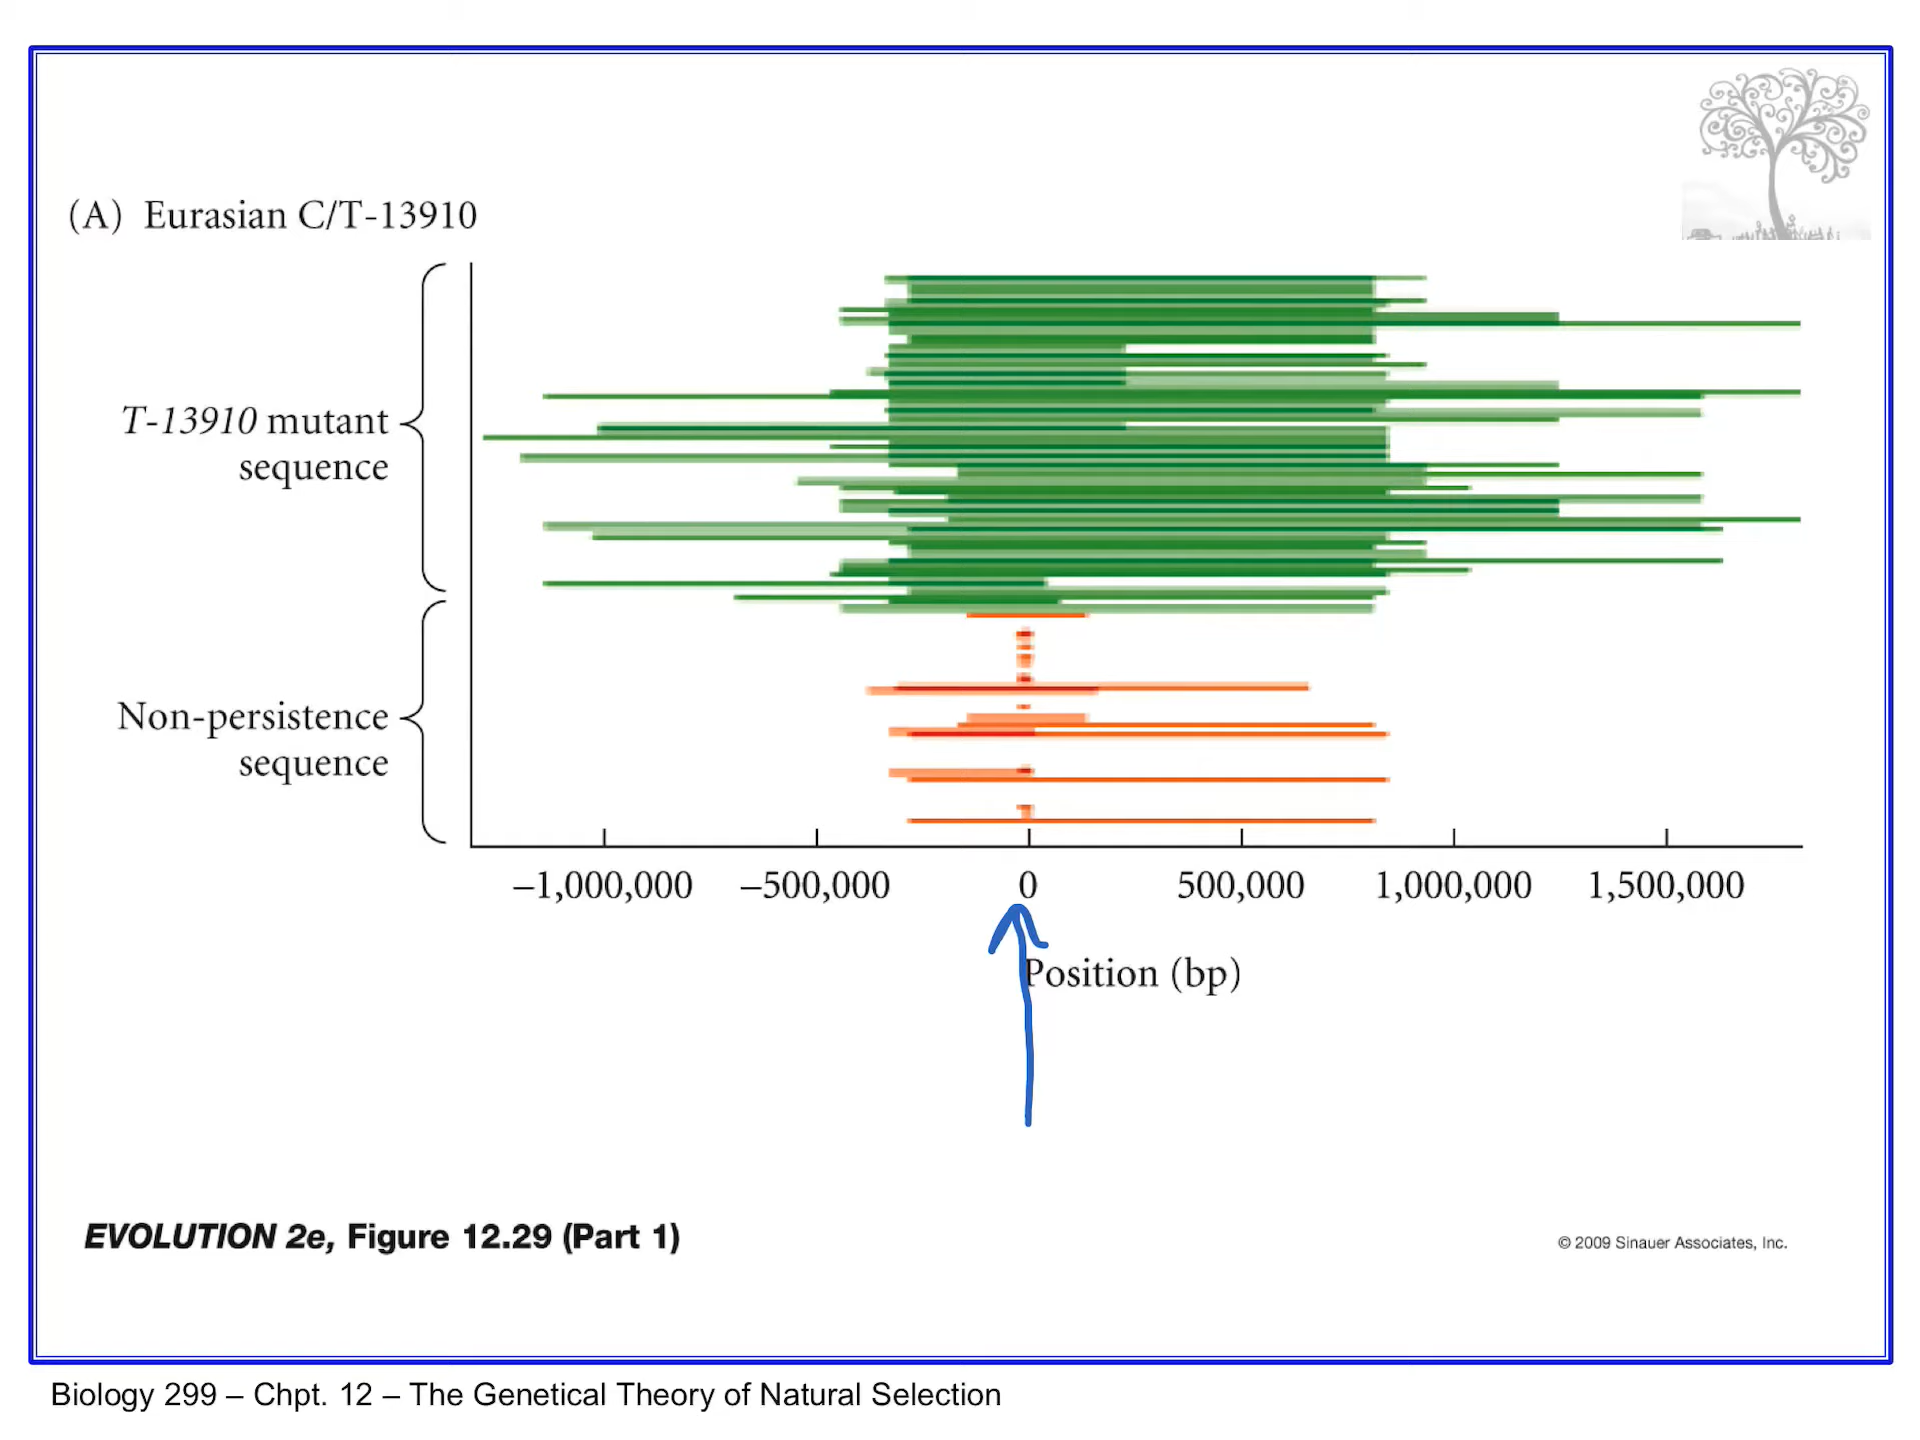 (A) Eurasian C/T-13910
T-13910 mutant
sequence
Non-persistence
sequence
–1,000,000 –500,000 0 500,000 1,000,000 1,500,000
Position (bp)
EVOLUTION 2e, Figure 12.29 (Part 1)
© 2009 Sinauer Associates, Inc.
Biology 299 – Chpt. 12 – The Genetical Theory of Natural Selection